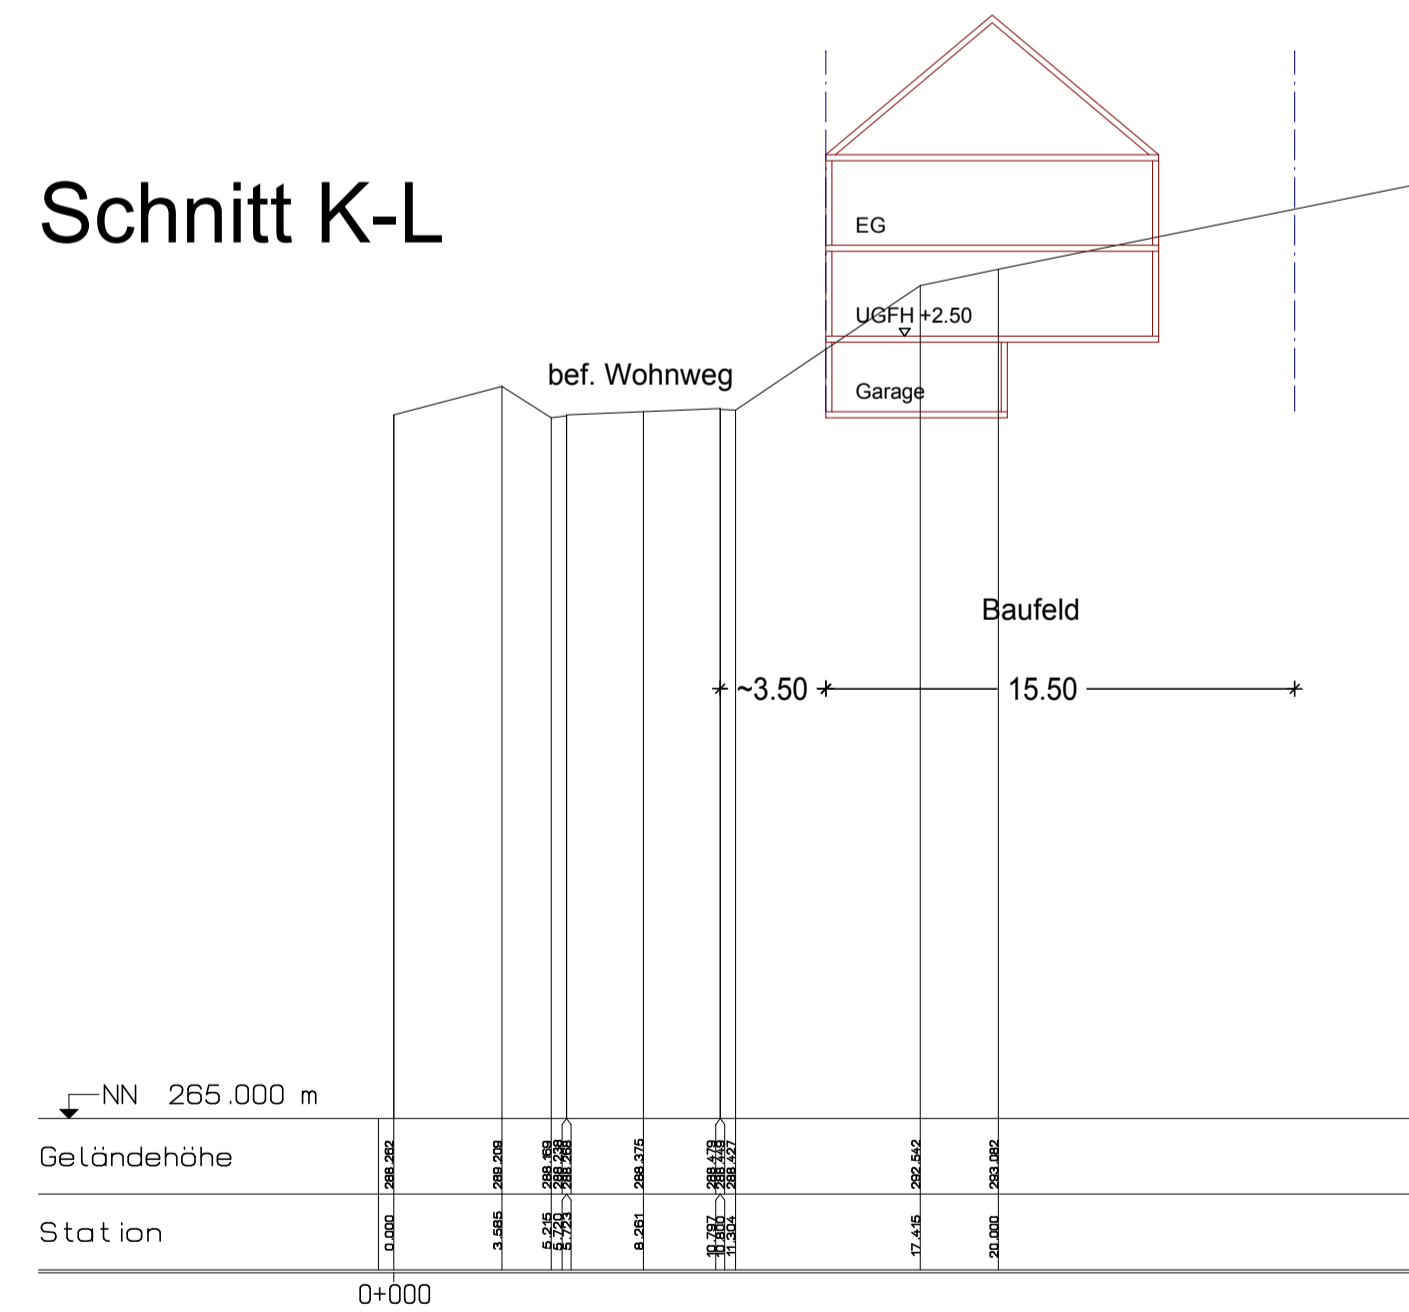 Schnitt K-L
EG
UGFH +2.50
bef. Wohnweg
Garage
Baufeld
~3.50
15.50
NN 265.000 m
Geländehöhe
288.262
289.209
288.169
288.238
288.268
288.375
288.479
288.449
288.427
292.542
293.082
Station
0.000
3.585
5.215
5.720
5.723
8.261
10.797
10.800
11.304
17.415
20.000
0+000